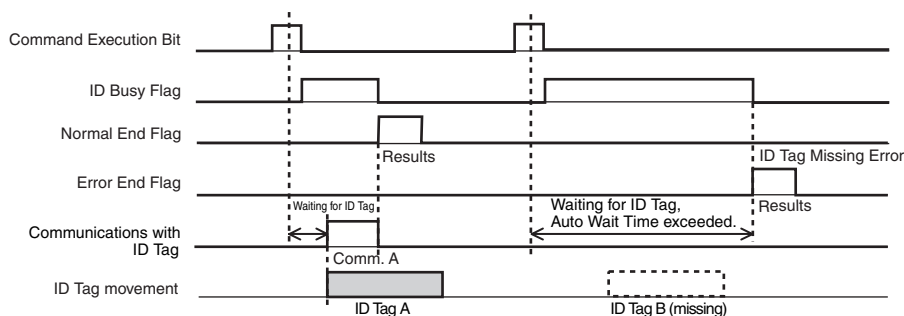 Command Execution Bit
ID Busy Flag
Normal End Flag
Results
ID Tag Missing Error
Error End Flag
Results
Waiting for ID Tag
Waiting for ID Tag,
Auto Wait Time exceeded.
Communications with
ID Tag
Comm. A
ID Tag movement
ID Tag A
ID Tag B (missing)